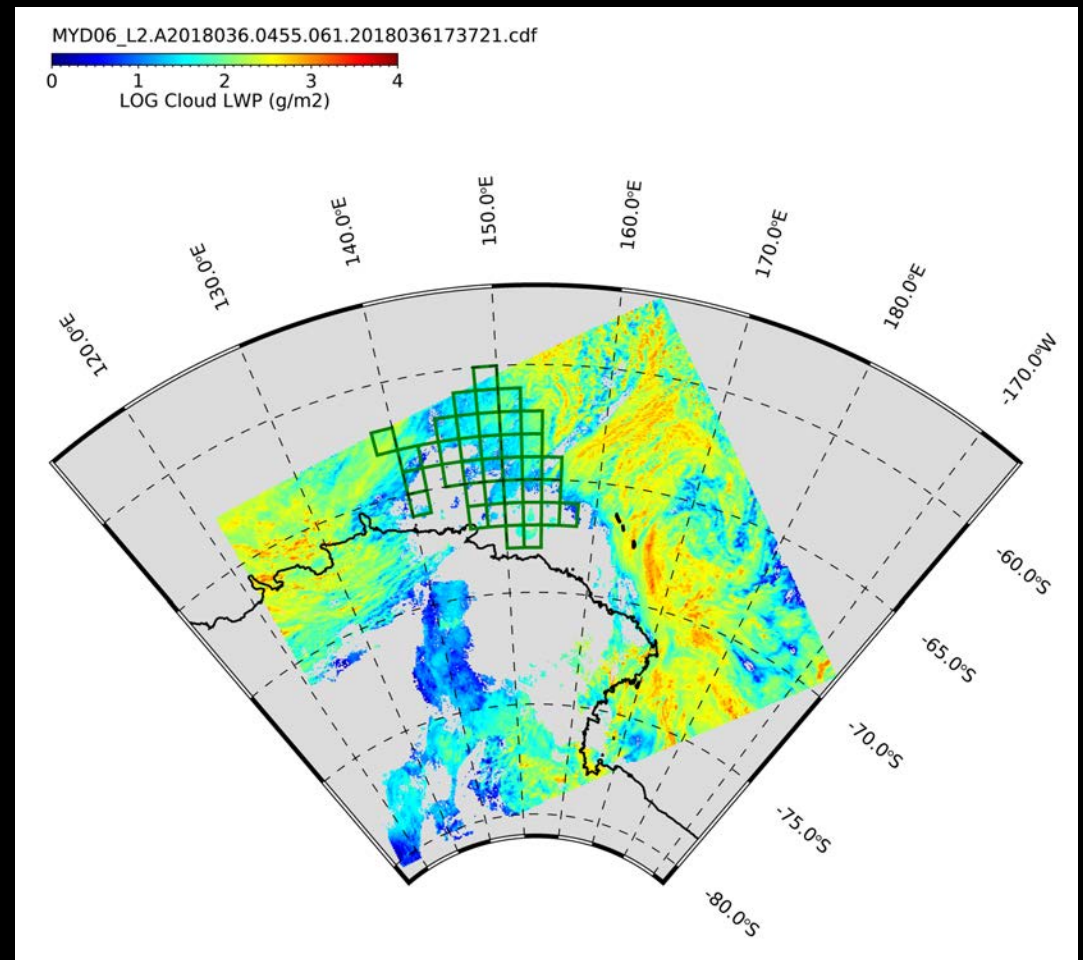 MYD06_L2.A2018036.0455.061.2018036173721.cdf
0 1 2 3 4
LOG Cloud LWP (g/m2)
120.0°E
130.0°E
140.0°E
150.0°E
160.0°E
170.0°E
180.0°E
-170.0°W
-60.0°S
-65.0°S
-70.0°S
-75.0°S
-80.0°S